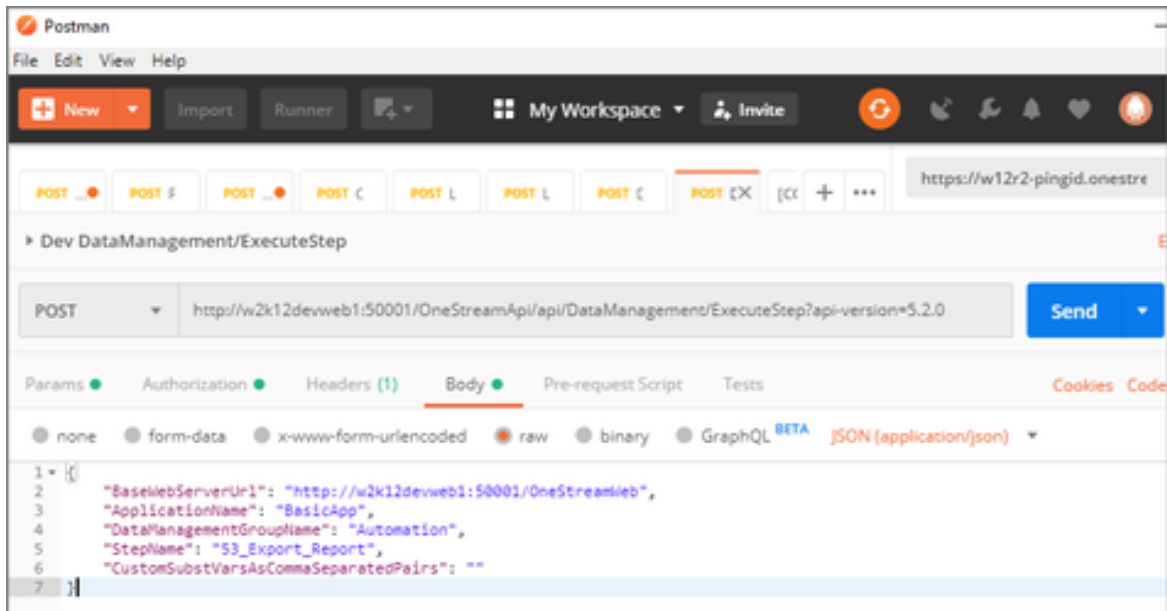 Postman
File Edit View Help
New Import Runner My Workspace Invite
POST ... POST F POST ... POST C POST L POST L POST POST + ••• https://w12r2-pingid.onestre
Dev DataManagement/ExecuteStep
POST http://w2k12devweb1:50001/OneStreamApi/api/DataManagement/ExecuteStep?api-version=5.2.0 Send
Params Authorization Headers (1) Body Pre-request Script Tests Cookies Code
none form-data x-www-form-urlencoded raw binary GraphQL BETA JSON (application/json)
1 {
2 "BaseWebServerUrl": "http://w2k12devweb1:50001/OneStreamWeb",
3 "ApplicationName": "BasicApp",
4 "DataManagementGroupName": "Automation",
5 "StepName": "S3_Export_Report",
6 "CustomSubstVarsAsCommaSeparatedPairs": ""
7 }